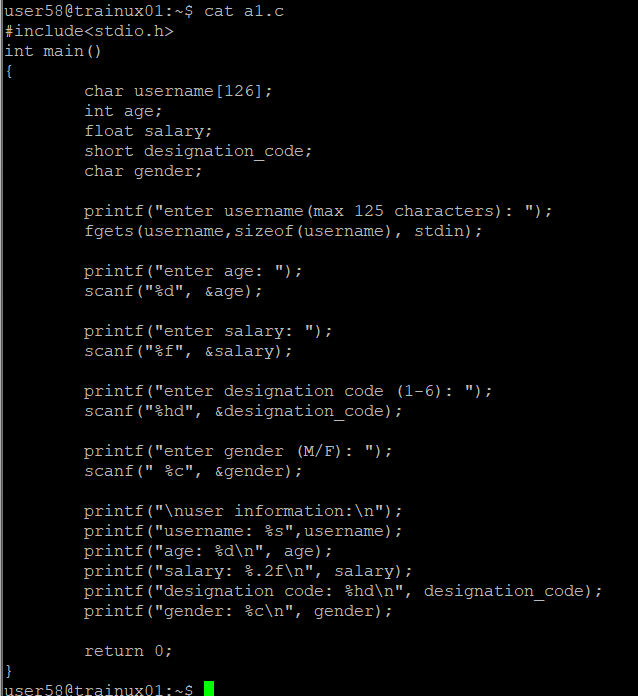 user58@trainux01:~$ cat a1.c
#include<stdio.h>
int main()
{
        char username[126];
        int age;
        float salary;
        short designation_code;
        char gender;

        printf("enter username(max 125 characters): ");
        fgets(username,sizeof(username), stdin);

        printf("enter age: ");
        scanf("%d", &age);

        printf("enter salary: ");
        scanf("%f", &salary);

        printf("enter designation code (1-6): ");
        scanf("%hd", &designation_code);

        printf("enter gender (M/F): ");
        scanf(" %c", &gender);

        printf("\nuser information:\n");
        printf("username: %s",username);
        printf("age: %d\n", age);
        printf("salary: %.2f\n", salary);
        printf("designation code: %hd\n", designation_code);
        printf("gender: %c\n", gender);

        return 0;
}
user58@trainux01:~$